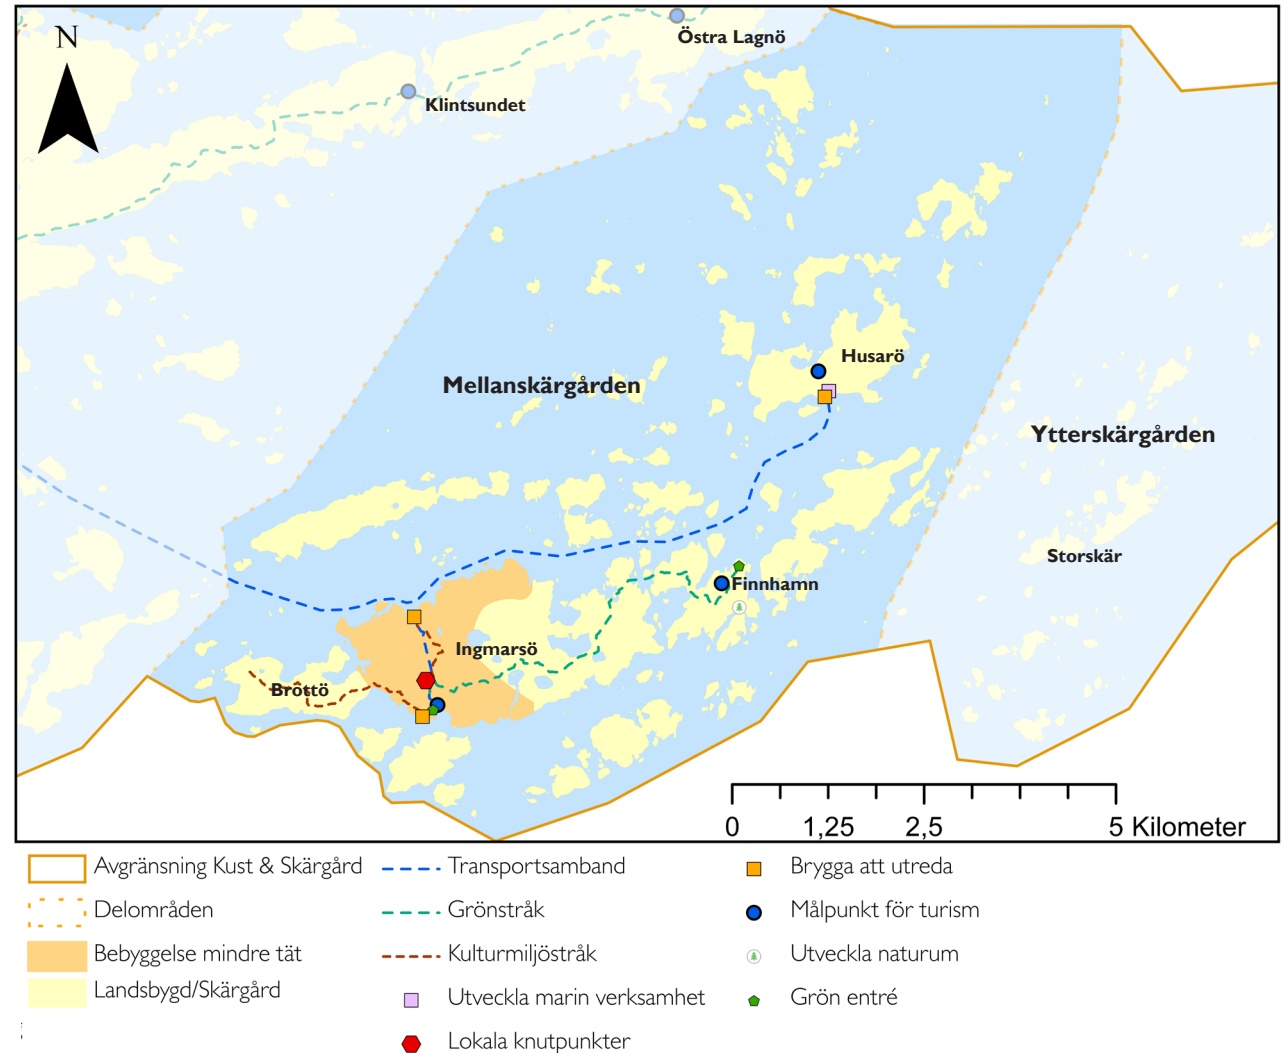 N
Östra Lagnö
Klintsundet
Husarö
Mellanskärgården
Ytterskärgården
Storskär
Finnhamn
Ingmarsö
Brottö
0 1,25 2,5 5 Kilometer
Avgränsning Kust & Skärgård
Delområden
Bebyggelse mindre tät
Landsbygd/Skärgård
Transportsamband
Grönstråk
Kulturmiljöstråk
Utveckla marin verksamhet
Lokala knutpunkter
Brygga att utreda
Målpunkt för turism
Utveckla naturum
Grön entré